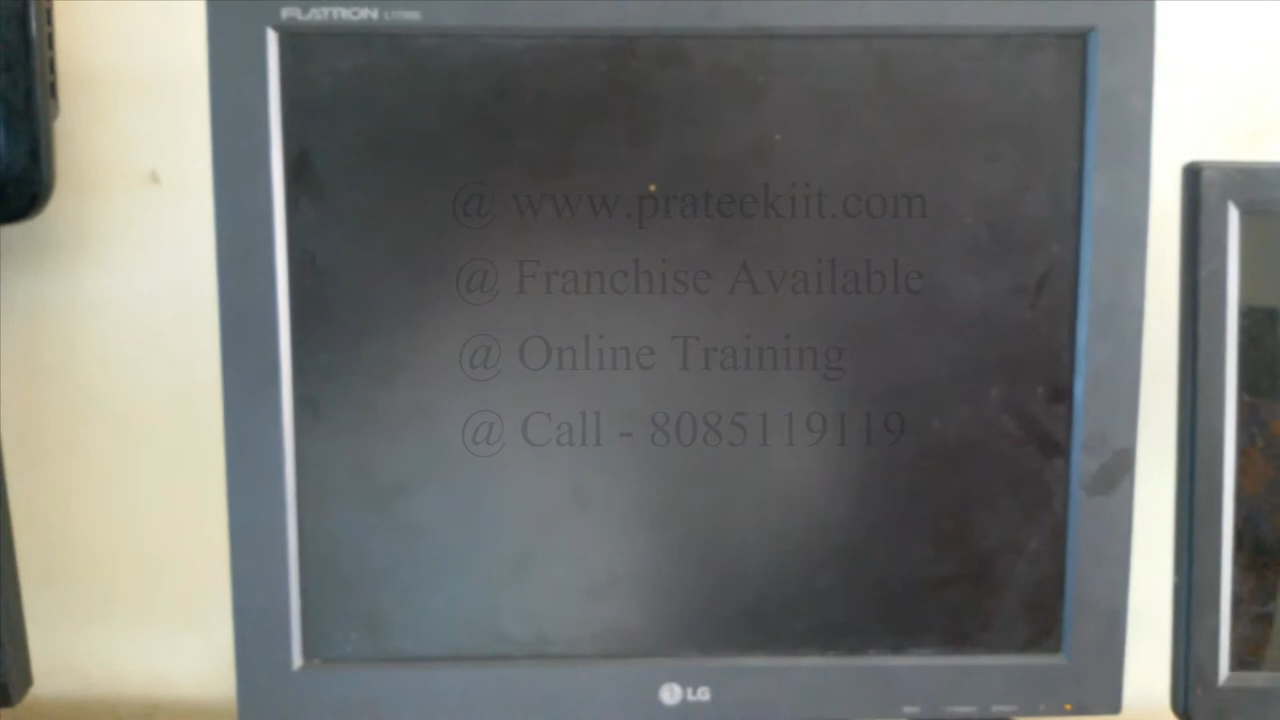 FLATRON
@ www.prateekiit.com
@ Franchise Available
@ Online Training
@ Call - 8085119119
LG